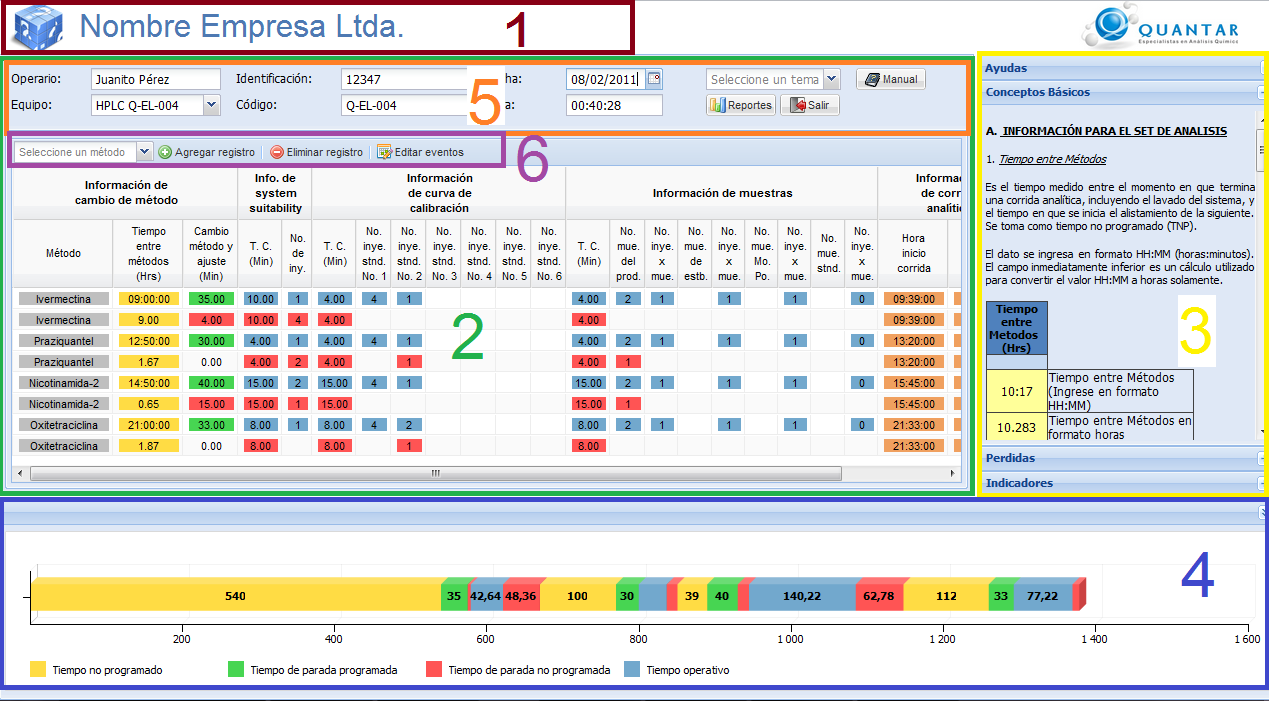 Nombre Empresa Ltda. 1
QUANTAR
Especialistas en Análisis Químico
Operario: Juanito Pérez Identificación: 12347 ha: 08/02/2011 Seleccione un tema Manual
Equipo: HPLC Q-EL-004 Código: Q-EL-004 a: 00:40:28 Reportes Salir
5
Seleccione un método Agregar registro Eliminar registro Editar eventos
6
Información de cambio de método
Info. de system suitability
Información de curva de calibración
Información de muestras
Informac de corr analític
Método
Tiempo entre métodos (Hrs)
Cambio método y ajuste (Min)
T. C. (Min)
No. de iny.
T. C. (Min)
No. inye. stnd. No. 1
No. inye. stnd. No. 2
No. inye. stnd. No. 3
No. inye. stnd. No. 4
No. inye. stnd. No. 5
No. inye. stnd. No. 6
T. C. (Min)
No. mue. del prod.
No. inye. x mue.
No. mue. de estb.
No. inye. x mue.
No. mue. Mo. Po.
No. inye. x mue.
No. mue. stnd.
No. inye. x mue.
Hora inicio corrida
Ivermectina 09:00:00 35.00 10.00 1 4.00 4 1 4.00 2 1 1 1 0 09:39:00
Ivermectina 9.00 4.00 10.00 4 4.00 4.00 09:39:00
Praziquantel 12:50:00 30.00 4.00 1 4.00 4 1 4.00 2 1 1 1 0 13:20:00
Praziquantel 1.67 0.00 4.00 2 4.00 1 4.00 1 13:20:00
Nicotinamida-2 14:50:00 40.00 15.00 2 15.00 4 1 15.00 2 1 1 1 0 15:45:00
Nicotinamida-2 0.65 15.00 15.00 1 15.00 15.00 1 15:45:00
Oxitetraciclina 21:00:00 33.00 8.00 1 8.00 4 2 8.00 2 1 1 1 0 21:33:00
Oxitetraciclina 1.87 0.00 8.00 8.00 1 8.00 21:33:00
2
Ayudas
Conceptos Básicos
A. INFORMACIÓN PARA EL SET DE ANALISIS
1. Tiempo entre Métodos
Es el tiempo medido entre el momento en que termina
una corrida analítica, incluyendo el lavado del sistema, y
el tiempo en que se inicia el alistamiento de la siguiente.
Se toma como tiempo no programado (TNP).
El dato se ingresa en formato HH:MM (horas:minutos).
El campo inmediatamente inferior es un cálculo utilizado
para convertir el valor HH:MM a horas solamente.
Tiempo
entre
Metodos
(Hrs)
3
10:17 Tiempo entre Métodos
(Ingrese en formato
HH:MM)
10.283 Tiempo entre Métodos en
formato horas
Perdidas
Indicadores
4
540 35 42,64 48,36 100 30 39 40 140,22 62,78 112 33 77,22
200 400 600 800 1 000 1 200 1 400 1 600
Tiempo no programado Tiempo de parada programada Tiempo de parada no programada Tiempo operativo